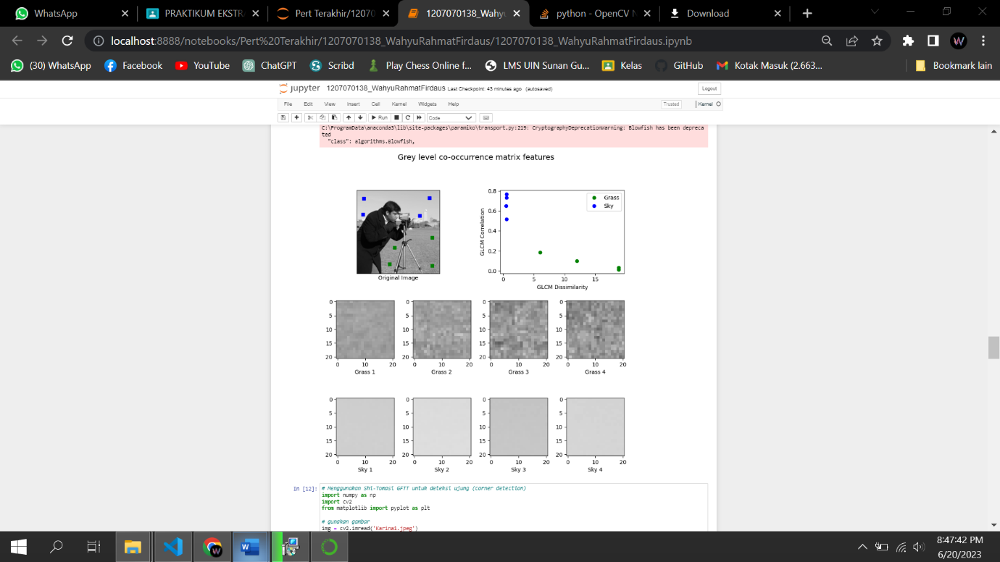 WhatsApp
PRAKTIKUM EKSTRA
Pert Terakhir/12070
1207070138_Wahyu
python - OpenCV N
Download
localhost:8888/notebooks/Pert%20Terakhir/1207070138_WahyuRahmatFirdaus/1207070138_WahyuRahmatFirdaus.ipynb
(30) WhatsApp
Facebook
YouTube
ChatGPT
Scribd
Play Chess Online f...
LMS UIN Sunan Gu...
Kelas
GitHub
Kotak Masuk (2.663...
Bookmark lain
jupyter 1207070138_WahyuRahmatFirdaus Last Checkpoint: 43 minutes ago (autosaved)
Logout
File Edit View Insert Cell Kernel Widgets Help
Trusted
Kernel
Run
Code
C:\ProgramData\anaconda3\lib\site-packages\paramiko\transport.py:219: CryptographyDeprecationWarning: Blowfish has been depreca
ted
"class": algorithms.Blowfish,
Grey level co-occurrence matrix features
Original Image
0.8
0.6
0.4
0.2
0.0
GLCM Correlation
Grass
Sky
0 5 10 15
GLCM Dissimilarity
0 0 0 0
5 5 5 5
10 10 10 10
15 15 15 15
20 20 20 20
0 10 20 0 10 20 0 10 20 0 10 20
Grass 1 Grass 2 Grass 3 Grass 4
0 0 0 0
5 5 5 5
10 10 10 10
15 15 15 15
20 20 20 20
0 10 20 0 10 20 0 10 20 0 10 20
Sky 1 Sky 2 Sky 3 Sky 4
In [12]: # Menggunakan Shi-Tomasi GFTT untuk deteksi ujung (corner detection)
import numpy as np
import cv2
from matplotlib import pyplot as plt
# gunakan gambar
img = cv2.imread('Karina1.jpeg')
8:47:42 PM
6/20/2023